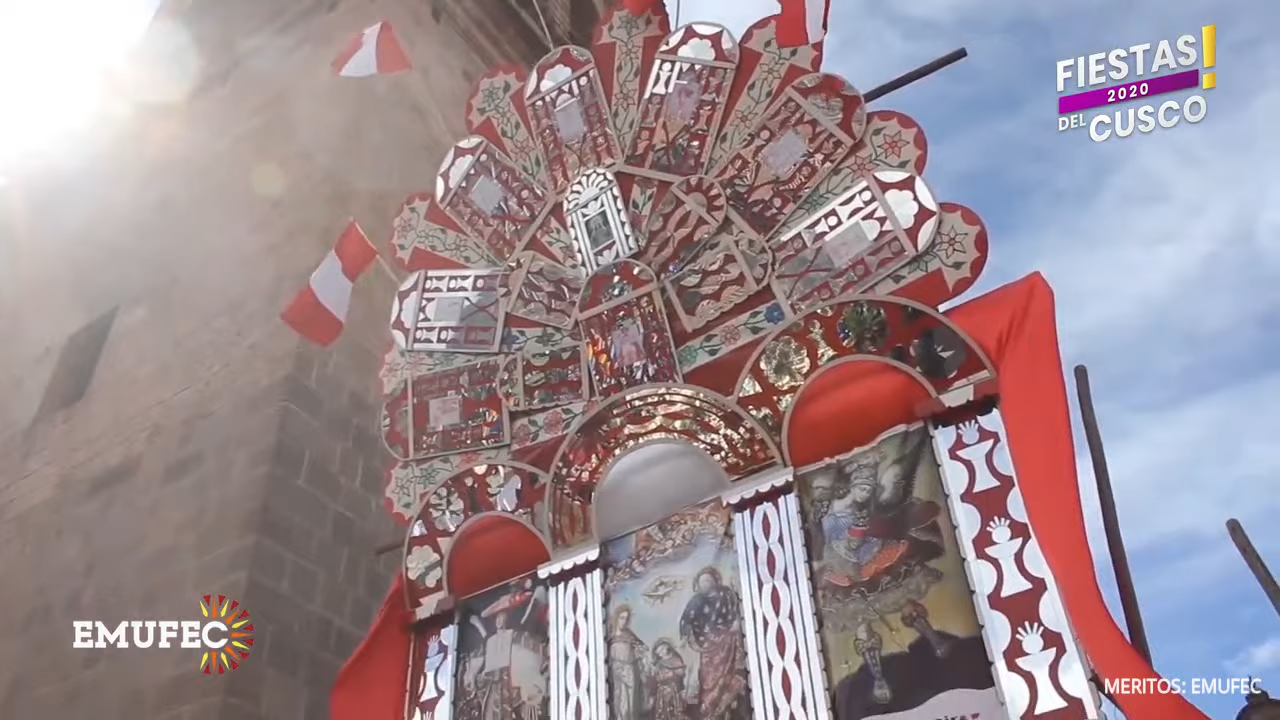 FIESTAS!
2020
DEL CUSCO
EMUFEC
MERITOS: EMUFEC